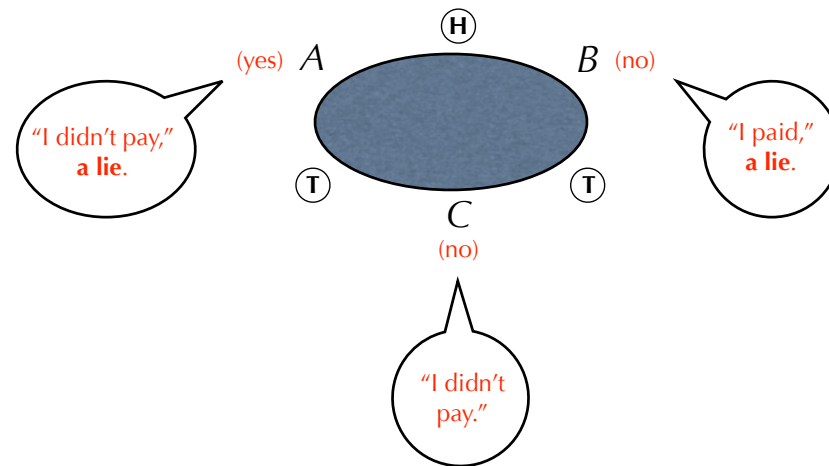 H
(yes) A
B (no)
“I didn’t pay,”
a lie.
“I paid,”
a lie.
T
T
C
(no)
“I didn’t
pay.”